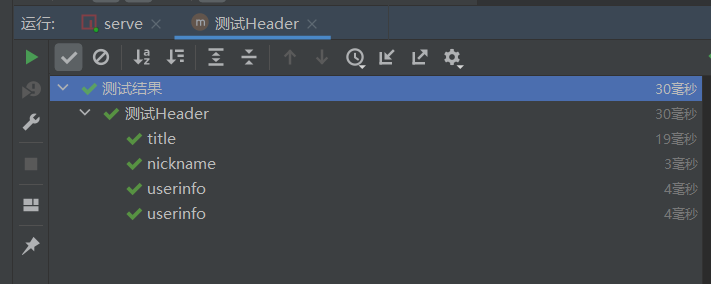 运行: serve 测试Header
测试结果 30毫秒
测试Header 30毫秒
title 19毫秒
nickname 3毫秒
userinfo 4毫秒
userinfo 4毫秒